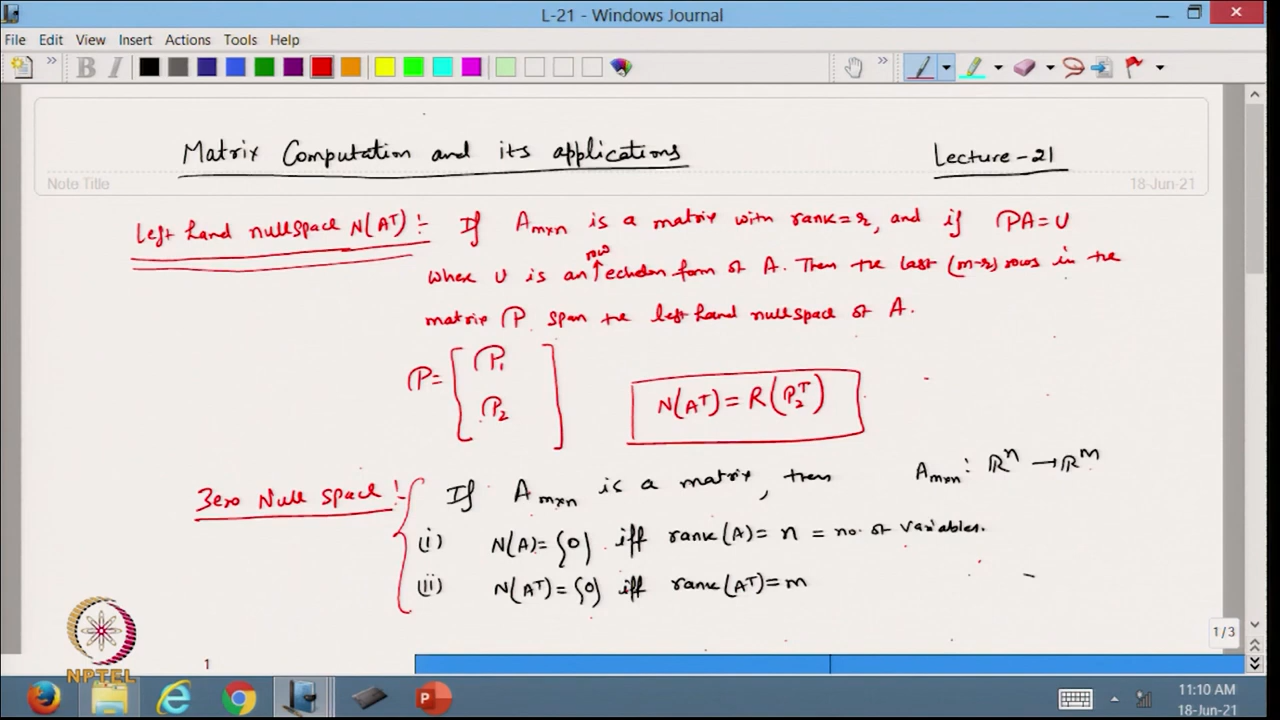 L-21 - Windows Journal
File Edit View Insert Actions Tools Help
Matrix Computation and its applications
Lecture-21
Note Title
18-Jun-21
Left hand nullspace N(Aᵀ) :- If Aₘₓₙ is a matrix with rank = r, and if PA = U
where U is an row echelon form of A. Then the last (m-r) rows in the
matrix P span the left hand nullspace of A.
P = [P₁
P₂]
N(Aᵀ) = R(P₂ᵀ)
Zero Null space :- If Aₘₓₙ is a matrix, then Aₘₓₙ : ℝⁿ → ℝᵐ
(i) N(A) = {0} iff rank(A) = n = no. of variables.
(ii) N(Aᵀ) = {0} iff rank(Aᵀ) = m
1/3
NPTEL
1
11:10 AM
18-Jun-21